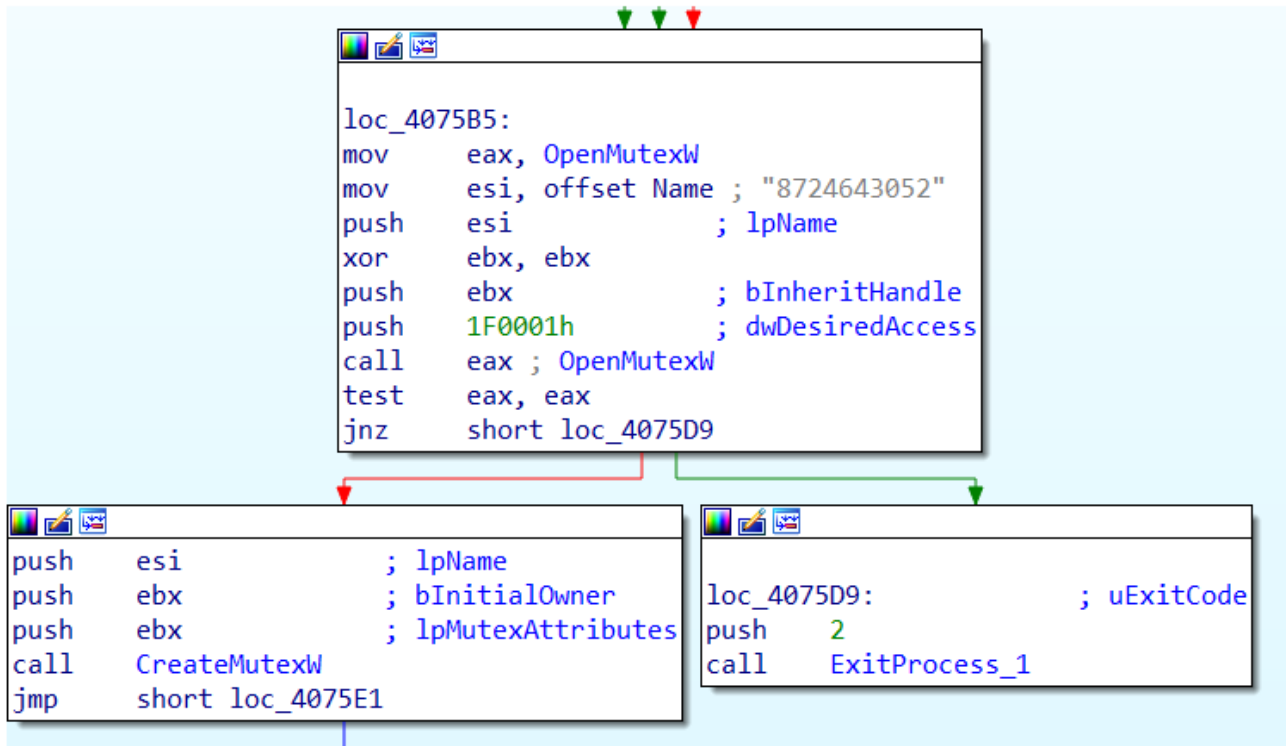 loc_4075B5:
mov eax, OpenMutexW
mov esi, offset Name ; "8724643052"
push esi ; lpName
xor ebx, ebx
push ebx ; bInheritHandle
push 1F0001h ; dwDesiredAccess
call eax ; OpenMutexW
test eax, eax
jnz short loc_4075D9
push esi ; lpName
push ebx ; bInitialOwner
push ebx ; lpMutexAttributes
call CreateMutexW
jmp short loc_4075E1
loc_4075D9: ; uExitCode
push 2
call ExitProcess_1